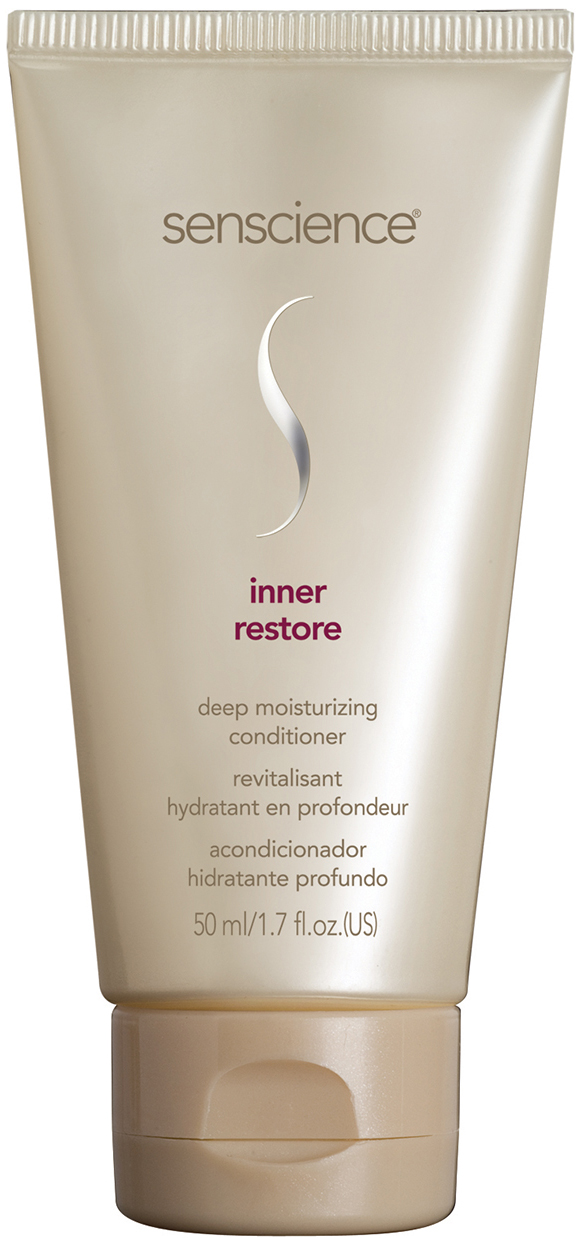 senscience®
inner
restore
deep moisturizing
conditioner
revitalisant
hydratant en profondeur
acondicionador
hidratante profundo
50 ml/1.7 fl.oz.(US)